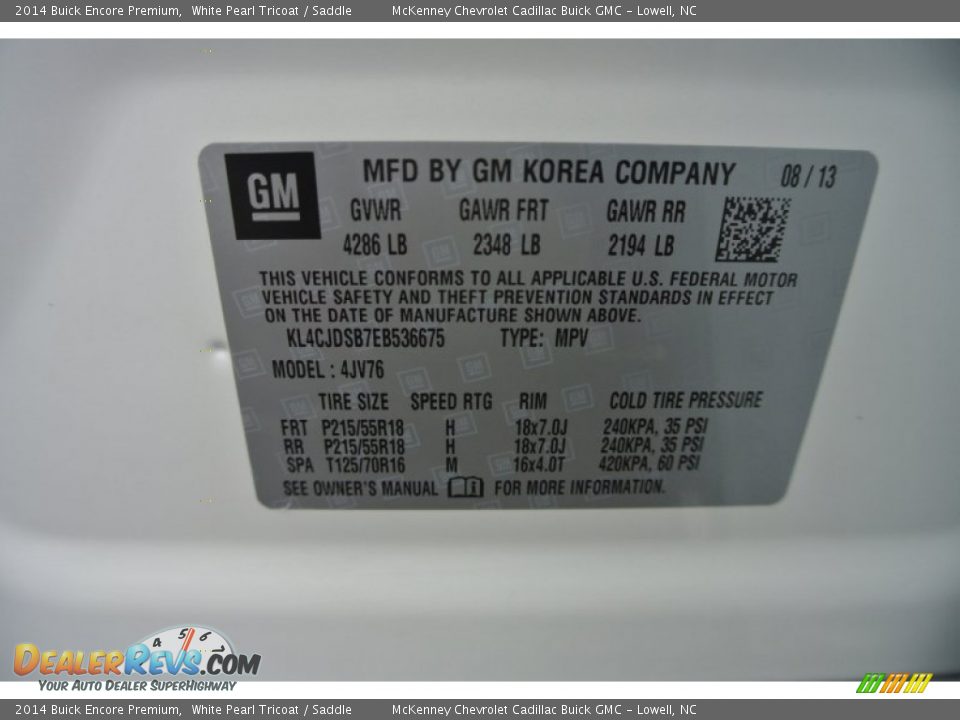 2014 Buick Encore Premium, White Pearl Tricoat / Saddle McKenney Chevrolet Cadillac Buick GMC - Lowell, NC
GM
MFD BY GM KOREA COMPANY 08 / 13
GVWR GAWR FRT GAWR RR
4286 LB 2348 LB 2194 LB
THIS VEHICLE CONFORMS TO ALL APPLICABLE U.S. FEDERAL MOTOR
VEHICLE SAFETY AND THEFT PREVENTION STANDARDS IN EFFECT
ON THE DATE OF MANUFACTURE SHOWN ABOVE.
KL4CJDSB7EB536675 TYPE: MPV
MODEL : 4JV76
TIRE SIZE SPEED RTG RIM COLD TIRE PRESSURE
FRT P215/55R18 H 18x7.0J 240KPA, 35 PSI
RR P215/55R18 H 18x7.0J 240KPA, 35 PSI
SPA T125/70R16 M 16x4.0T 420KPA, 60 PSI
SEE OWNER'S MANUAL FOR MORE INFORMATION.
4 5 6 7
DEALERREVS.COM
YOUR AUTO DEALER SUPERHIGHWAY
2014 Buick Encore Premium, White Pearl Tricoat / Saddle McKenney Chevrolet Cadillac Buick GMC - Lowell, NC